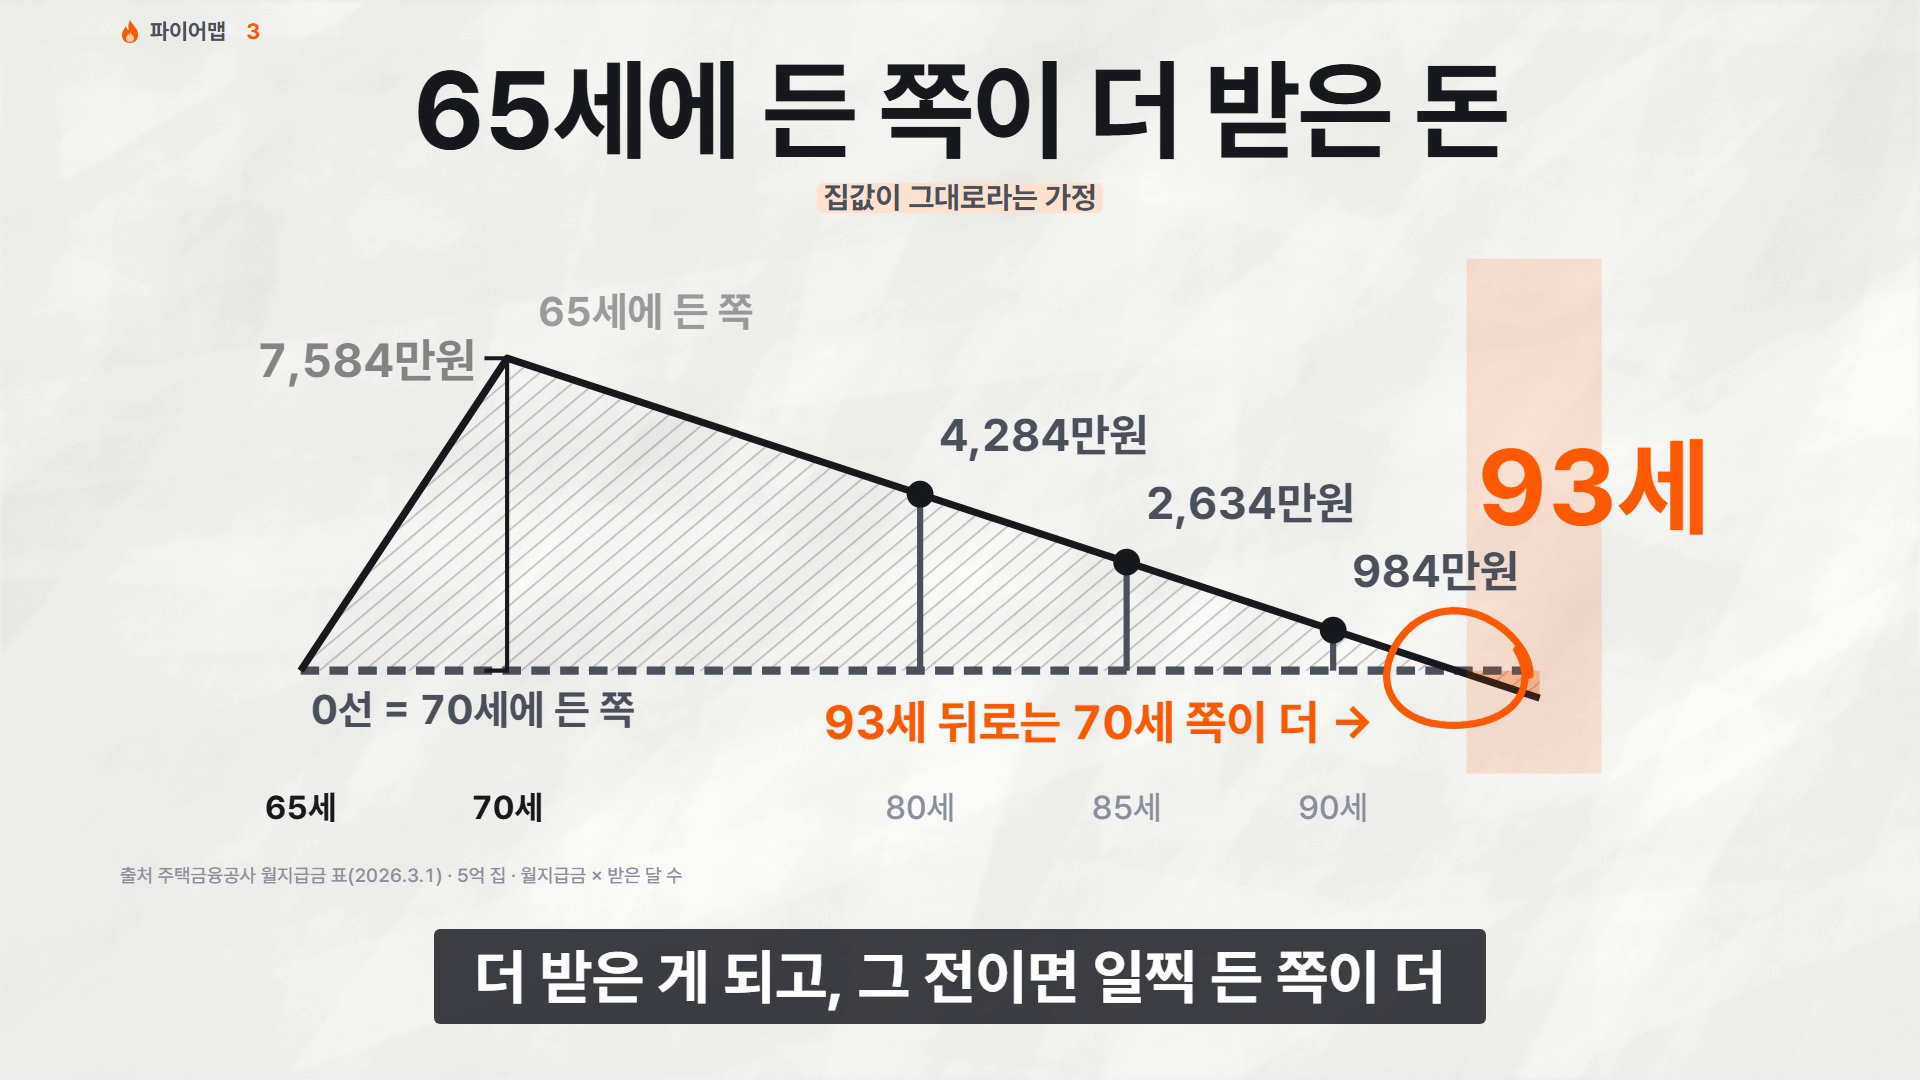 파이어맵 3
65세에 든 쪽이 더 받은 돈
집값이 그대로라는 가정
65세에 든 쪽
7,584만원
4,284만원
2,634만원
984만원
93세
0선 = 70세에 든 쪽
93세 뒤로는 70세 쪽이 더 →
65세 70세 80세 85세 90세
출처 주택금융공사 월지급금 표(2026.3.1) · 5억 집 · 월지급금 × 받은 달 수
더 받은 게 되고, 그 전이면 일찍 든 쪽이 더